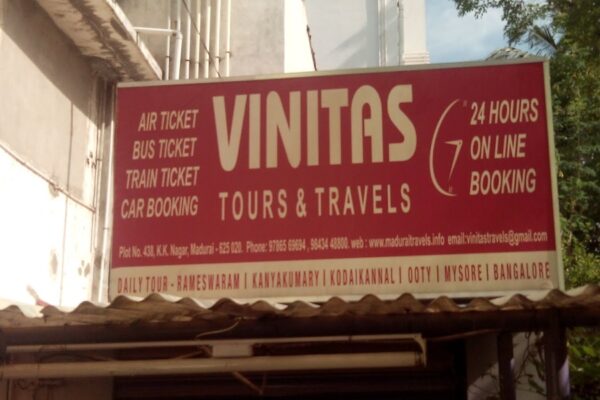 AIR TICKET
BUS TICKET
TRAIN TICKET
CAR BOOKING
VINITAS
TOURS & TRAVELS
24 HOURS
ON LINE
BOOKING
Plot No. 438, K.K. Nagar, Madurai - 625 020. Phone: 97865 69694 , 98434 48800. web : www.maduraitravels.info email:vinitastravels@gmail.com
DAILY TOUR - RAMESWARAM | KANYAKUMARY | KODAIKANNAL | OOTY | MYSORE | BANGALORE